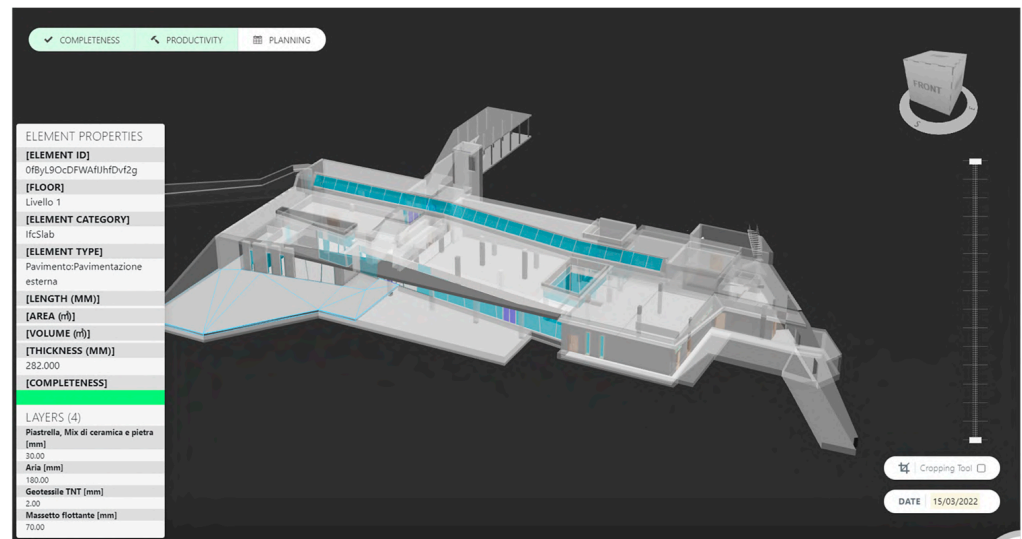 COMPLETENESS PRODUCTIVITY PLANNING
FRONT
S
ELEMENT PROPERTIES
[ELEMENT ID]
0fByL9OcDFWAfIJhfDvf2g
[FLOOR]
Livello 1
[ELEMENT CATEGORY]
IfcSlab
[ELEMENT TYPE]
Pavimento:Pavimentazione
esterna
[LENGTH (MM)]
[AREA (㎡)]
[VOLUME (㎥)]
[THICKNESS (MM)]
282.000
[COMPLETENESS]
LAYERS (4)
Piastrella, Mix di ceramica e pietra
[mm]
30.00
Aria [mm]
180.00
Geotessile TNT [mm]
2.00
Massetto flottante [mm]
70.00
Cropping Tool
DATE 15/03/2022